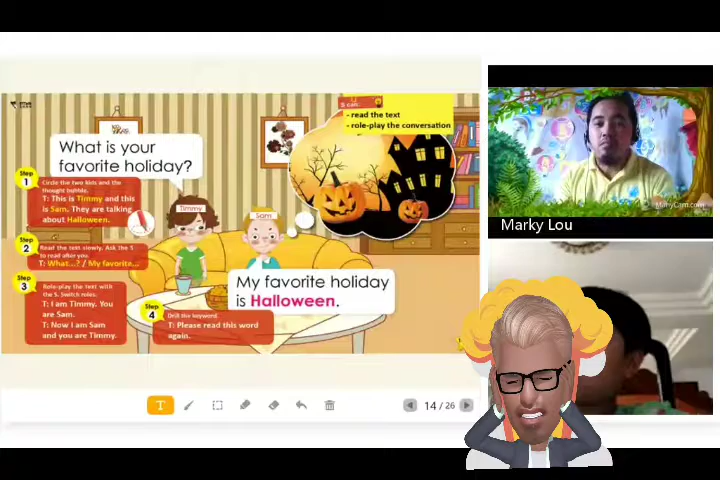 S can:
- read the text
- role-play the conversation
What is your
favorite holiday?
Step
1
Circle the two kids and the
thought bubble.
T: This is Timmy and this
is Sam. They are talking
about Halloween.
Timmy
Sam
Step
2
Read the text slowly. Ask the S
to read after you.
T: What...? / My favorite...
Step
3
Role-play the text with
the S. Switch roles.
T: I am Timmy. You
are Sam.
T: Now I am Sam
and you are Timmy.
My favorite holiday
is Halloween.
Step
4
Drill the keyword.
T: Please read this word
again.
T
14 / 26
ManyCam.com
Marky Lou